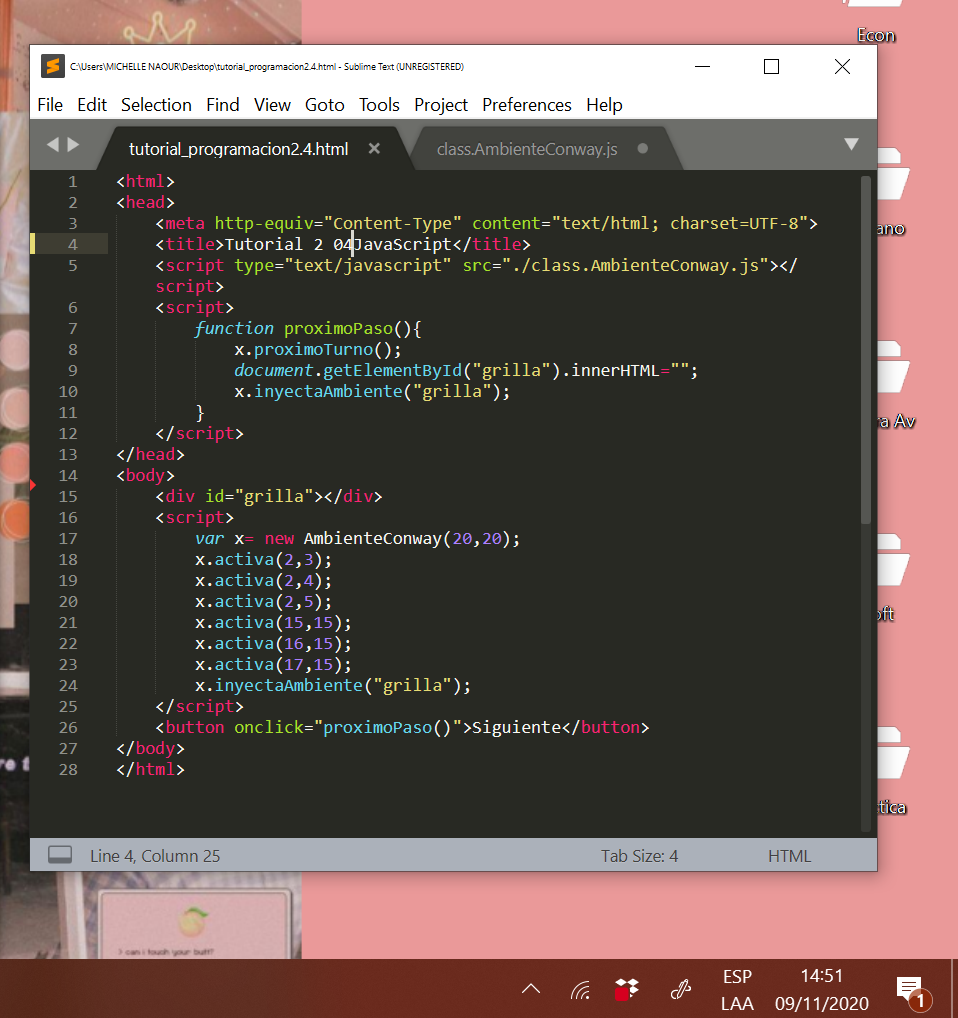 Econ
C:\Users\MICHELLE NAOUR\Desktop\tutorial_programacion2.4.html - Sublime Text (UNREGISTERED)
File Edit Selection Find View Goto Tools Project Preferences Help
tutorial_programacion2.4.html class.AmbienteConway.js
1 <html>
2 <head>
3 <meta http-equiv="Content-Type" content="text/html; charset=UTF-8">
4 <title>Tutorial 2 04JavaScript</title>
5 <script type="text/javascript" src="./class.AmbienteConway.js"></
script>
6 <script>
7 function proximoPaso(){
8 x.proximoTurno();
9 document.getElementById("grilla").innerHTML="";
10 x.inyectaAmbiente("grilla");
11 }
12 </script>
13 </head>
14 <body>
15 <div id="grilla"></div>
16 <script>
17 var x= new AmbienteConway(20,20);
18 x.activa(2,3);
19 x.activa(2,4);
20 x.activa(2,5);
21 x.activa(15,15);
22 x.activa(16,15);
23 x.activa(17,15);
24 x.inyectaAmbiente("grilla");
25 </script>
26 <button onclick="proximoPaso()">Siguiente</button>
27 </body>
28 </html>
Line 4, Column 25 Tab Size: 4 HTML
ano
ra Av
oft
tica
can i touch your butt?
ESP
LAA
14:51
09/11/2020
1